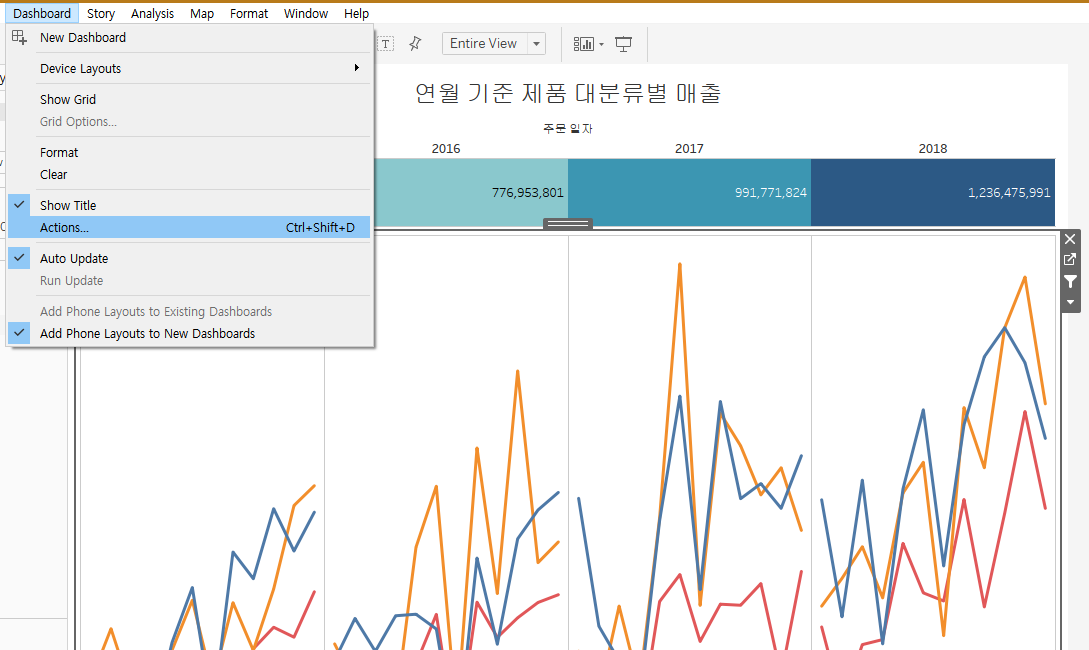 Dashboard Story Analysis Map Format Window Help
New Dashboard
Device Layouts
Show Grid
Grid Options...
Format
Clear
Show Title
Actions... Ctrl+Shift+D
Auto Update
Run Update
Add Phone Layouts to Existing Dashboards
Add Phone Layouts to New Dashboards
T Entire View
연월 기준 제품 대분류별 매출
주문 일자
2016 2017 2018
776,953,801 991,771,824 1,236,475,991